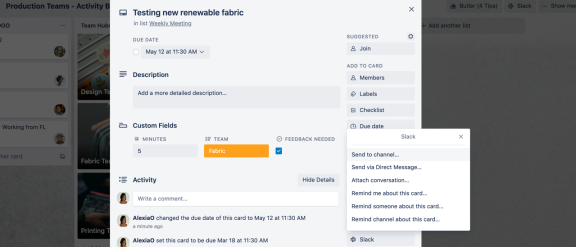 Production Teams - Activities D
Butler (4 Tips)
Slack
Show me
Team Hubs
Add another list
Design Te
Working from FL
her card
Fabric Tea
Printing T
Testing new renewable fabric
in list Weekly Meeting
DUE DATE
May 12 at 11:30 AM
Description
Add a more detailed description...
Custom Fields
MINUTES
TEAM
FEEDBACK NEEDED
5
Fabric
Activity
Hide Details
Write a comment...
AlexiaO changed the due date of this card to May 12 at 11:30 AM
a minute ago
AlexiaO set this card to be due Mar 18 at 11:30 AM
SUGGESTED
Join
ADD TO CARD
Members
Labels
Checklist
Due date
Slack
Send to channel...
Send via Direct Message...
Attach conversation...
Remind me about this card...
Remind someone about this card...
Remind channel about this card...
Slack